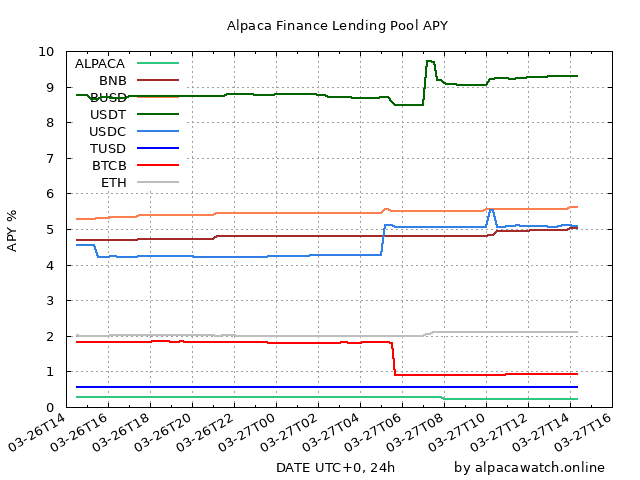 Alpaca Finance Lending Pool APY
10
9
8
7
6
5
4
3
2
1
0
APY %
ALPACA
BNB
BUSD
USDT
USDC
TUSD
BTCB
ETH
03-26T14
03-26T16
03-26T18
03-26T20
03-26T22
03-27T00
03-27T02
03-27T04
03-27T06
03-27T08
03-27T10
03-27T12
03-27T14
03-27T16
DATE UTC+0, 24h
by alpacawatch.online